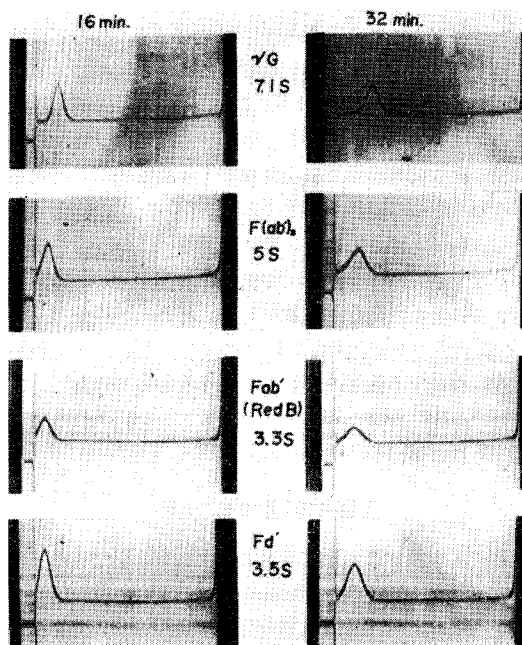 16 min.
32 min.
γG
7.1 S
F(ab')₂
5 S
Fab'
(Red B)
3.3S
Fd'
3.5S